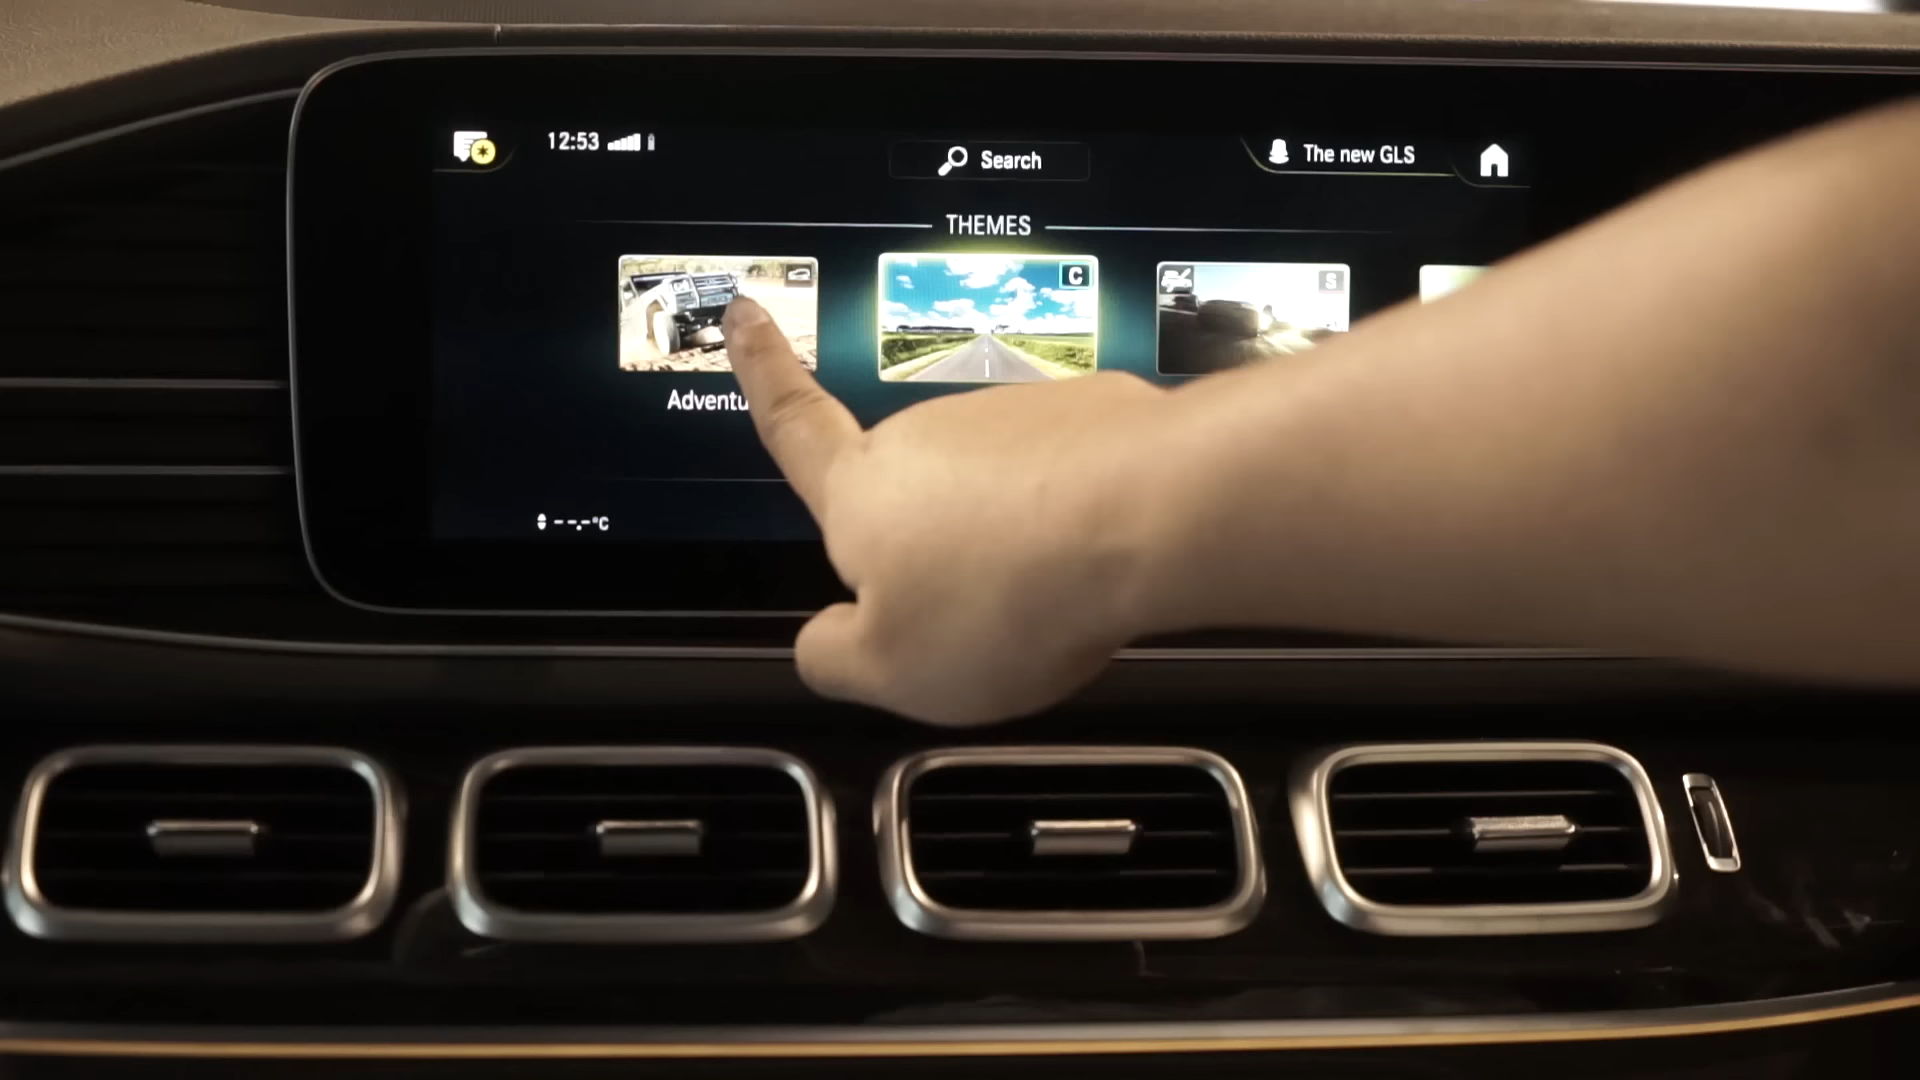 12:53
Search
The new GLS
THEMES
C
S
Adventu
--.-°C